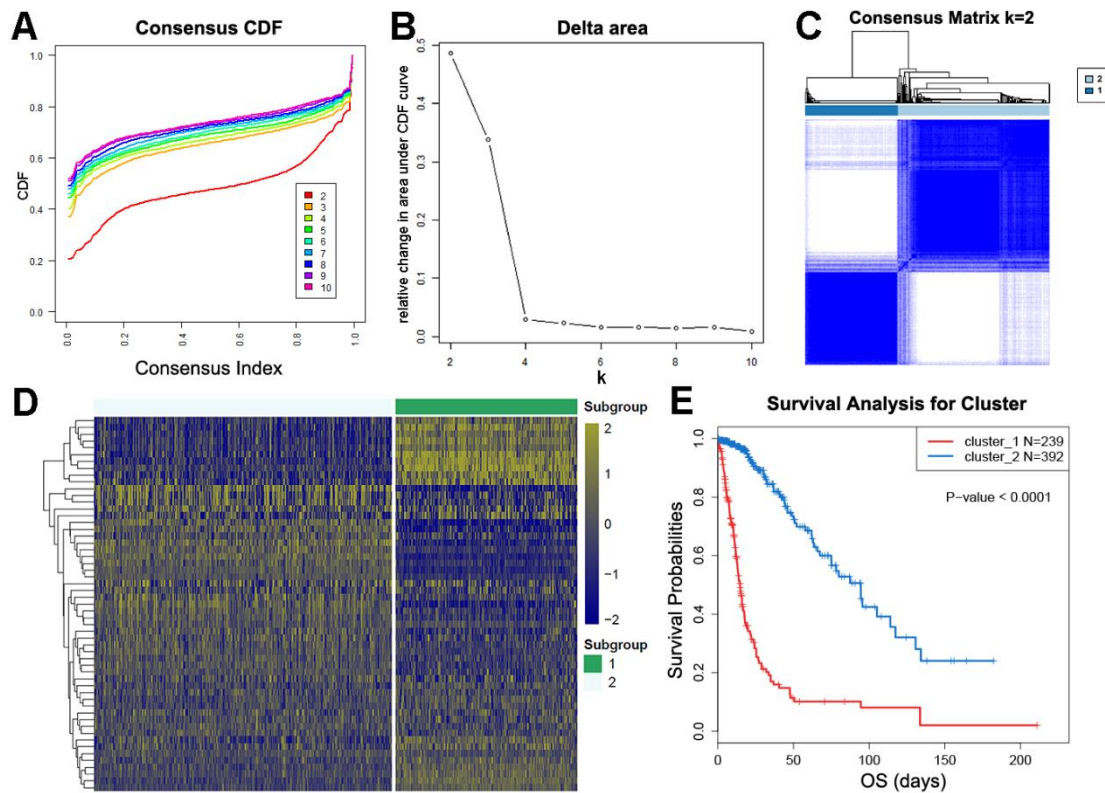 A
Consensus CDF
CDF
1.0
0.8
0.6
0.4
0.2
0.0
0.0
0.2
0.4
0.6
0.8
1.0
2
3
4
5
6
7
8
9
10
Consensus Index
B
Delta area
relative change in area under CDF curve
0.5
0.4
0.3
0.2
0.1
0.0
2
4
6
8
10
k
C
Consensus Matrix k=2
2
1
D
Subgroup
2
1
0
−1
−2
Subgroup
1
2
E
Survival Analysis for Cluster
cluster_1 N=239
cluster_2 N=392
P-value < 0.0001
Survival Probabilities
1.0
0.8
0.6
0.4
0.2
0.0
0
50
100
150
200
OS (days)